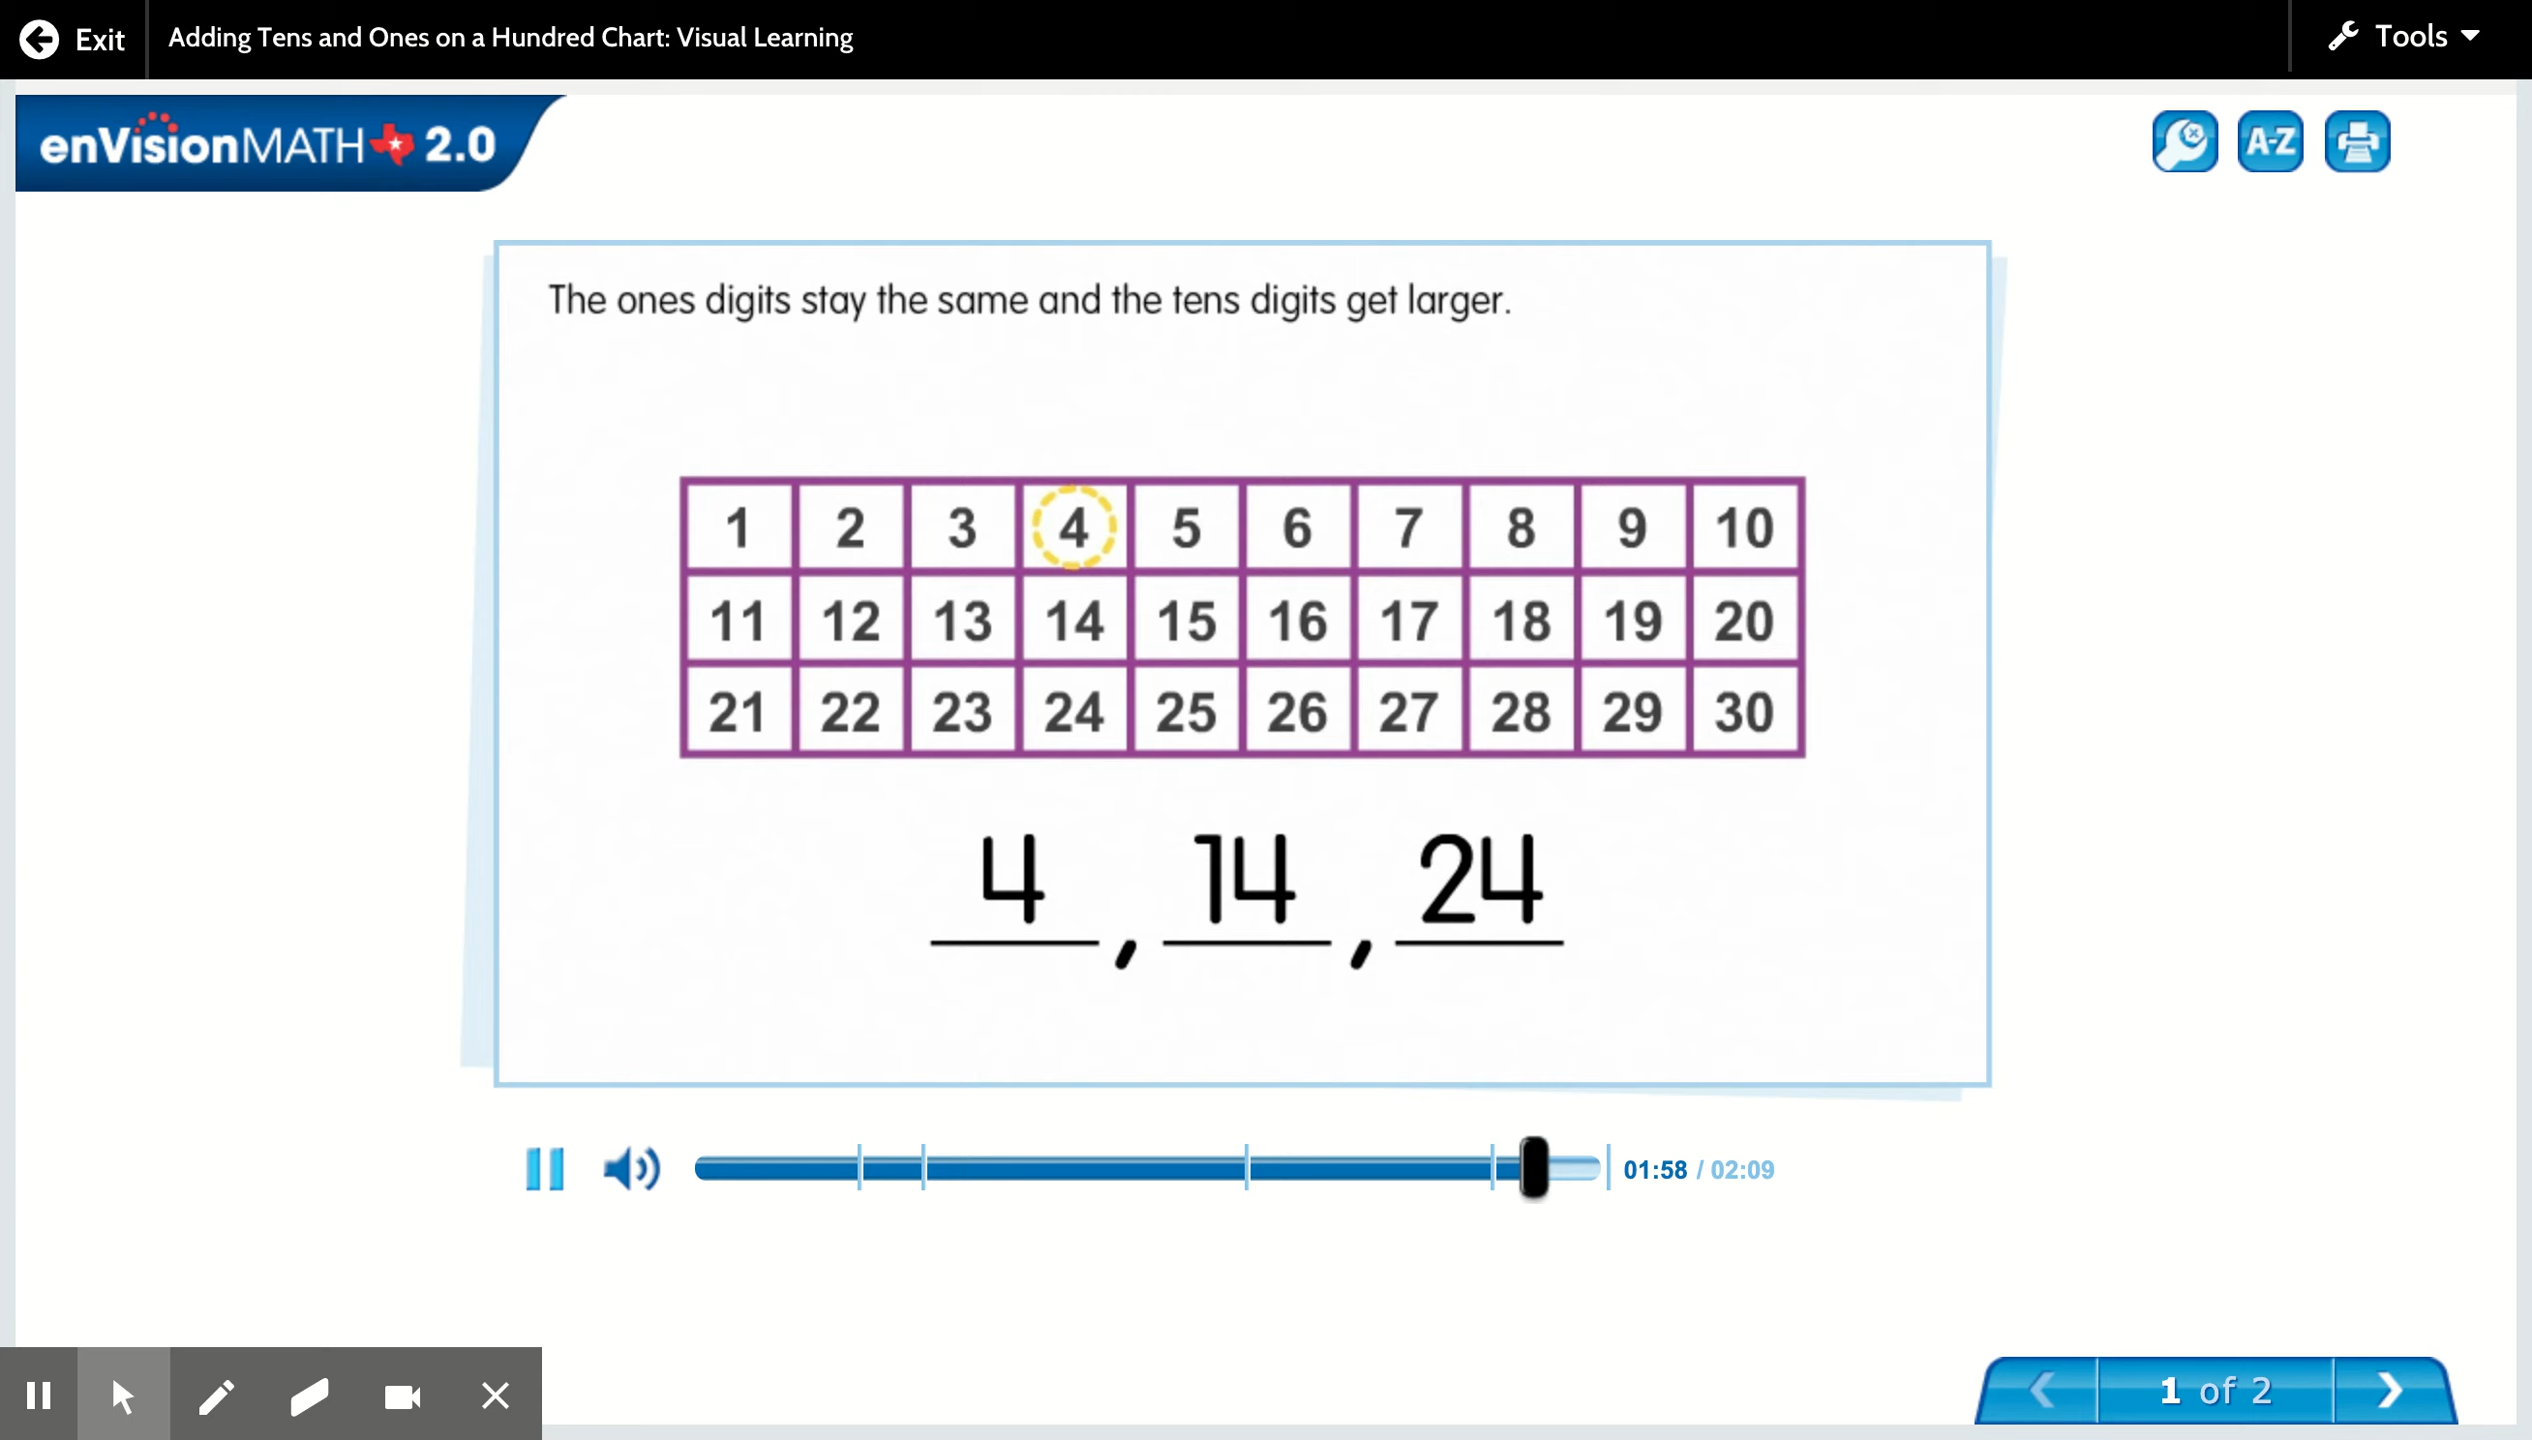 Exit
Adding Tens and Ones on a Hundred Chart: Visual Learning
Tools
enVisionMATH 2.0
A-Z
The ones digits stay the same and the tens digits get larger.
1 2 3 4 5 6 7 8 9 10
11 12 13 14 15 16 17 18 19 20
21 22 23 24 25 26 27 28 29 30
4, 14, 24
01:58 / 02:09
1 of 2